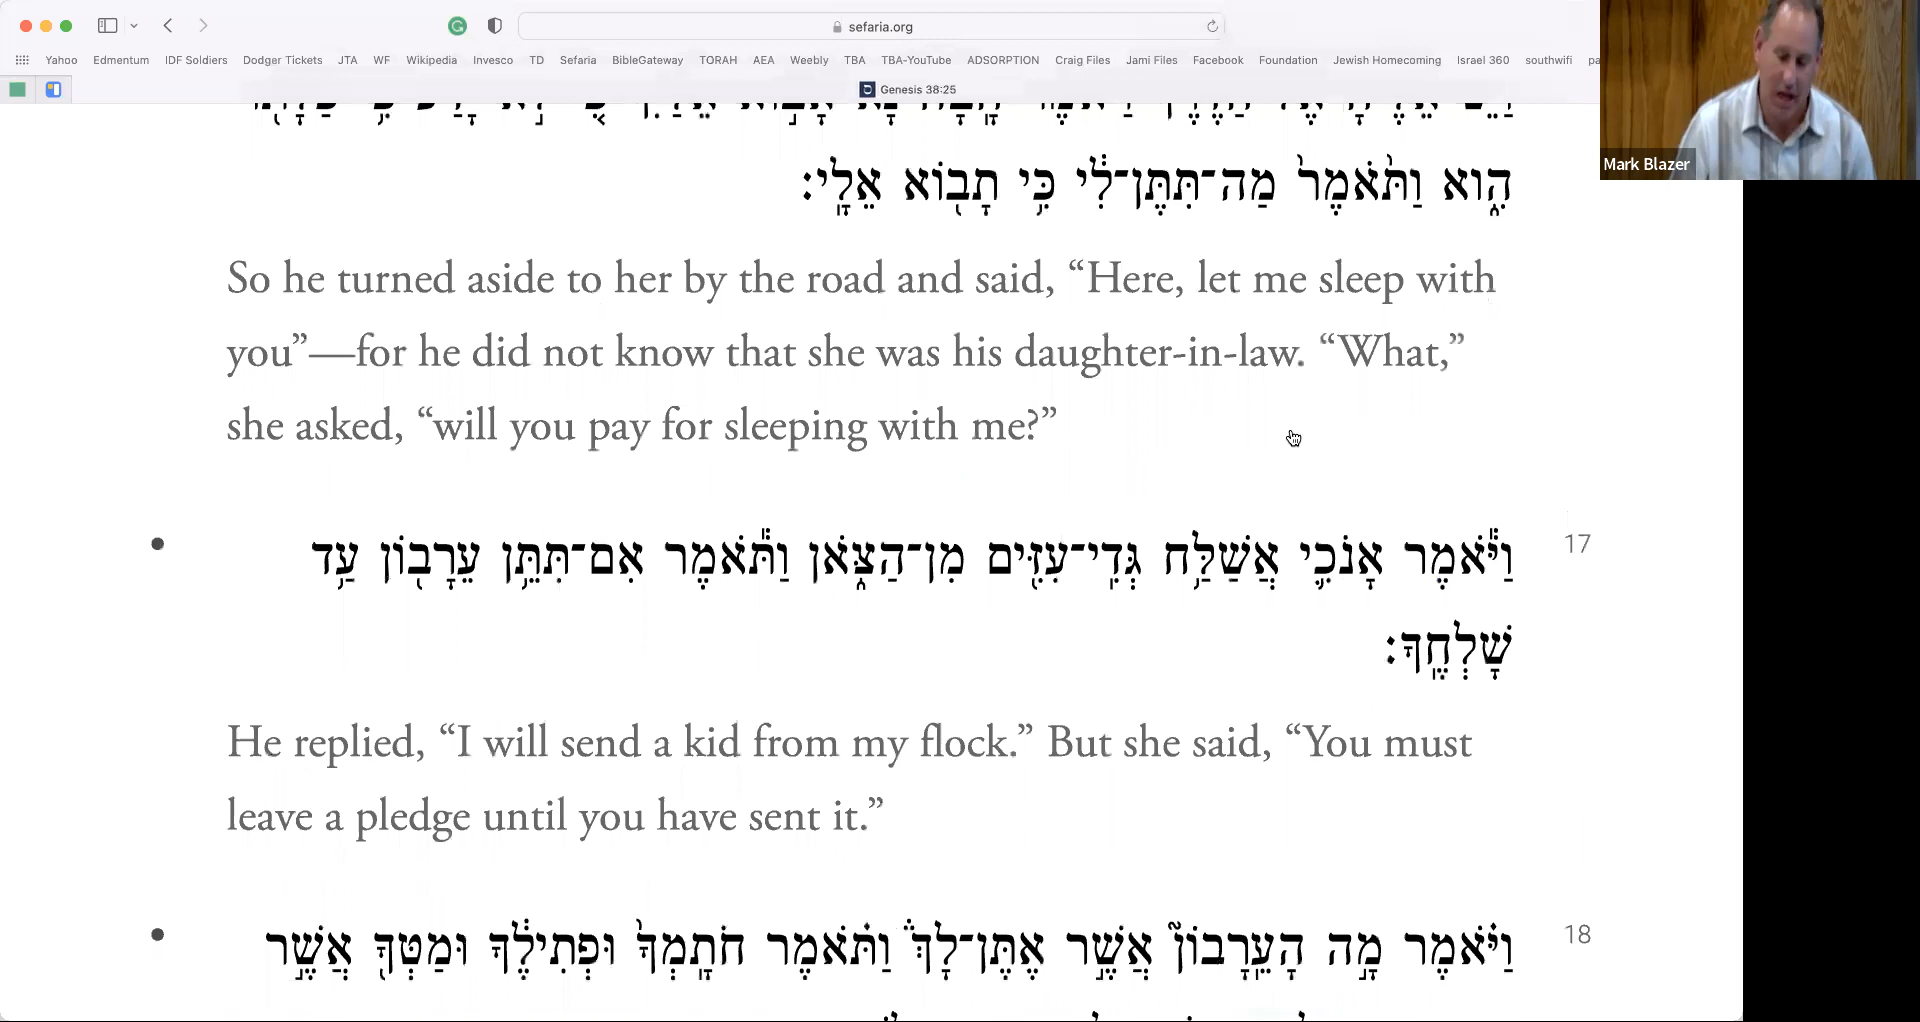 sefaria.org
Yahoo Edmentum IDF Soldiers Dodger Tickets JTA WF Wikipedia Invesco TD Sefaria BibleGateway TORAH AEA Weebly TBA TBA-YouTube ADSORPTION Craig Files Jami Files Facebook Foundation Jewish Homecoming Israel 360 southwifi
Genesis 38:25
Mark Blazer
הִ֑וא וַתֹּ֙אמֶר֙ מַה־תִּתֶּן־לִ֔י כִּ֥י תָב֖וֹא אֵלָֽי׃
So he turned aside to her by the road and said, “Here, let me sleep with
you”—for he did not know that she was his daughter-in-law. “What,”
she asked, “will you pay for sleeping with me?”
17
וַיֹּ֕אמֶר אָנֹכִ֛י אֲשַׁלַּ֥ח גְּדִֽי־עִזִּ֖ים מִן־הַצֹּ֑אן וַתֹּ֕אמֶר אִם־תִּתֵּ֥ן עֵרָב֖וֹן עַ֥ד
שׇׁלְחֶֽךָ׃
He replied, “I will send a kid from my flock.” But she said, “You must
leave a pledge until you have sent it.”
18
וַיֹּ֗אמֶר מָ֣ה הָעֵֽרָבוֹן֮ אֲשֶׁ֣ר אֶתֶּן־לָךְ֒ וַתֹּ֗אמֶר חֹתָֽמְךָ֙ וּפְתִילֶ֔ךָ וּמַטְּךָ֖ אֲשֶׁ֣ר